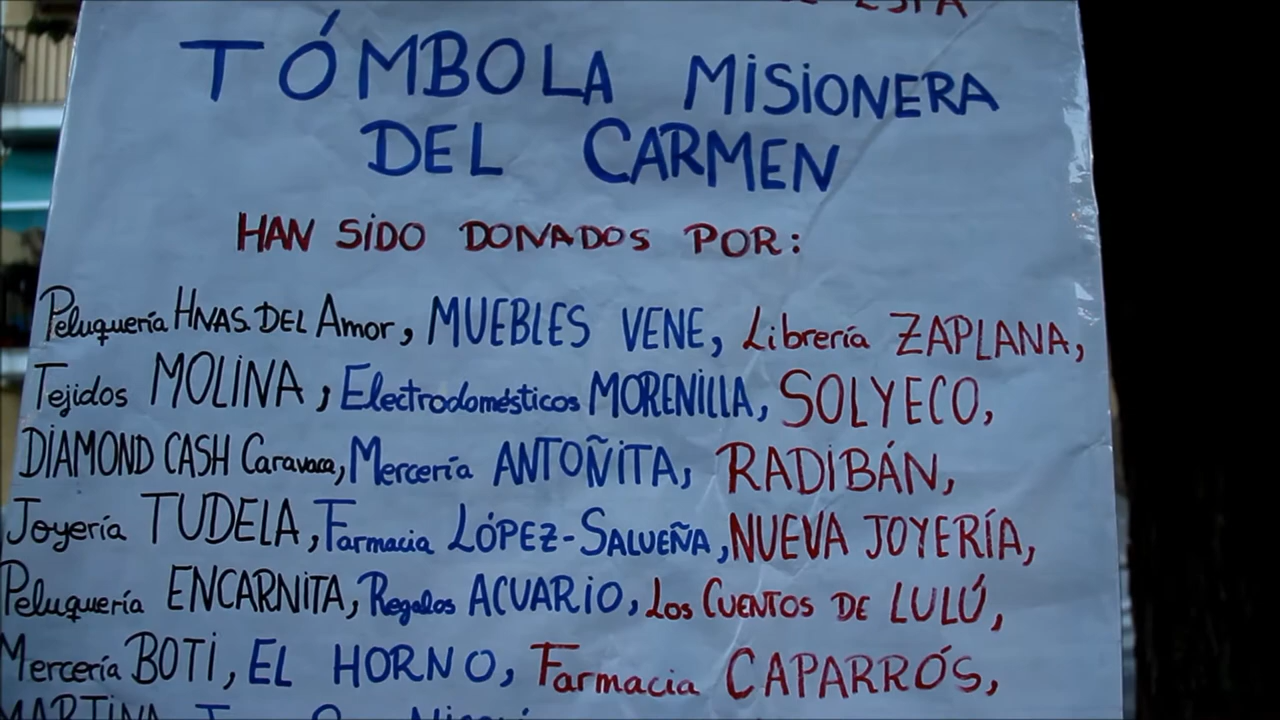 ESTA
TÓMBOLA MISIONERA
DEL CARMEN
HAN SIDO DONADOS POR:
Peluquería HNAS. DEL Amor, MUEBLES VENE, Librería ZAPLANA,
Tejidos MOLINA, Electrodomésticos MORENILLA, SOLYECO,
DIAMOND CASH Caravaca, Mercería ANTOÑITA, RADIBÁN,
Joyería TUDELA, Farmacia LÓPEZ-SALUEÑA, NUEVA JOYERÍA,
Peluquería ENCARNITA, Regalos ACUARIO, Los CUENTOS DE LULÚ,
Mercería BOTI, EL HORNO, Farmacia CAPARRÓS,
MARTINA